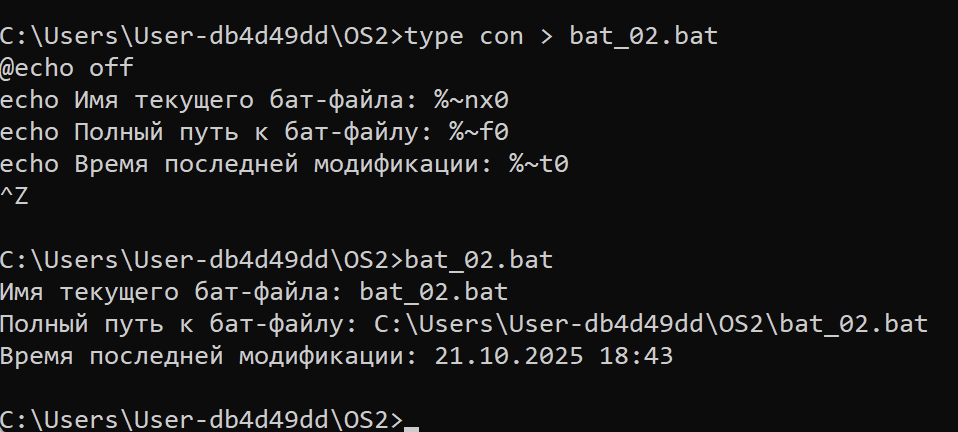 C:\Users\User-db4d49dd\OS2>type con > bat_02.bat
@echo off
echo Имя текущего бат-файла: %~nx0
echo Полный путь к бат-файлу: %~f0
echo Время последней модификации: %~t0
^Z
C:\Users\User-db4d49dd\OS2>bat_02.bat
Имя текущего бат-файла: bat_02.bat
Полный путь к бат-файлу: C:\Users\User-db4d49dd\OS2\bat_02.bat
Время последней модификации: 21.10.2025 18:43
C:\Users\User-db4d49dd\OS2>